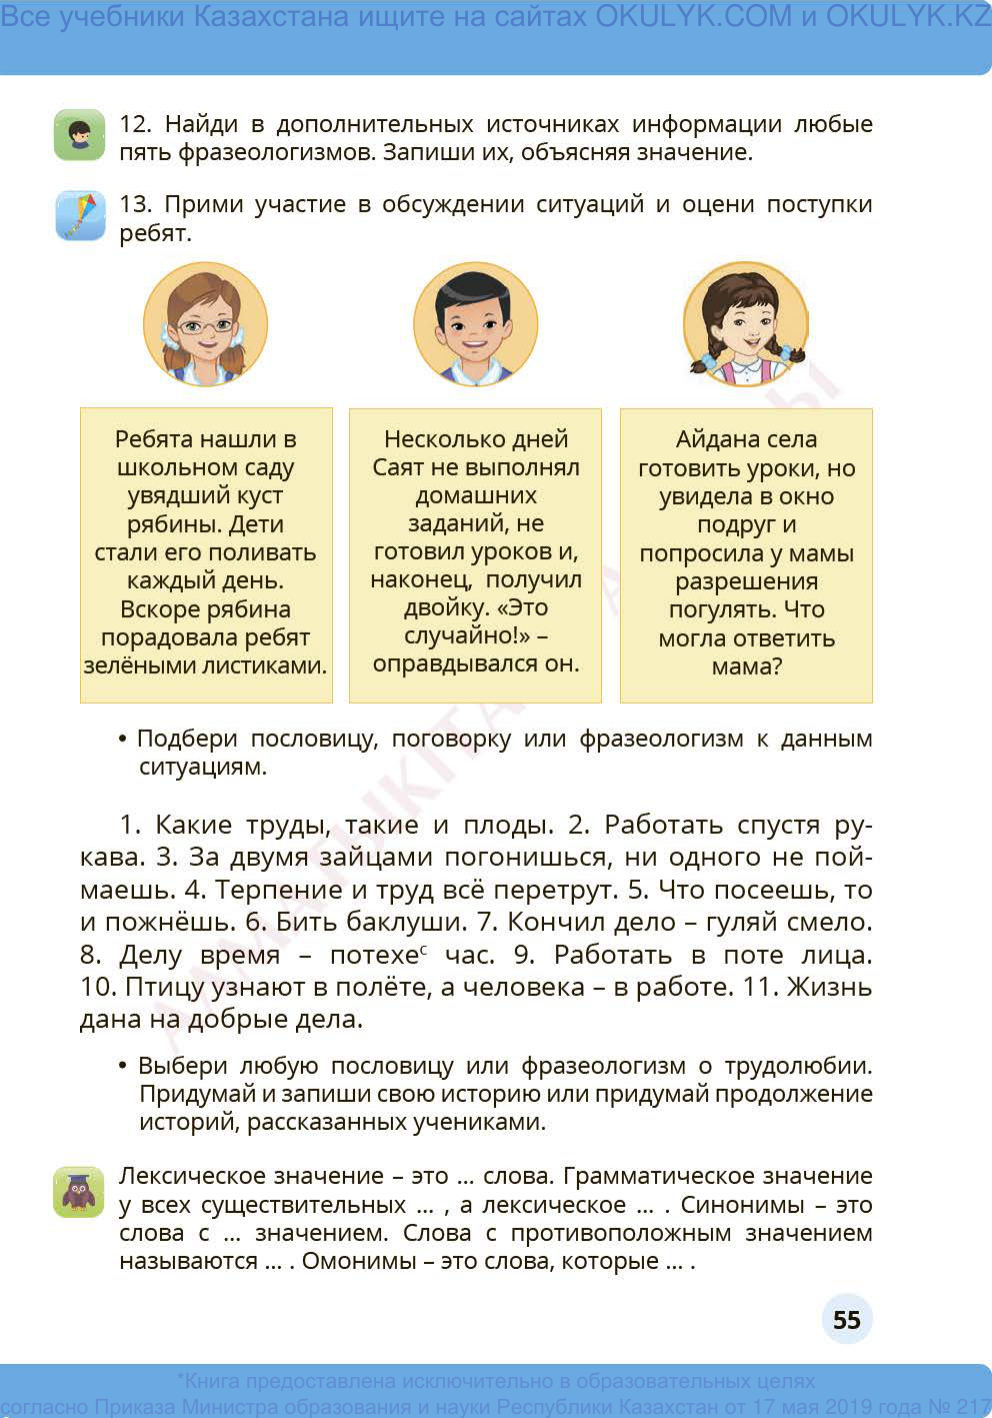 Все учебники Казахстана ищите на сайтах OKULYK.COM и OKULYK.KZ
12. Найди в дополнительных источниках информации любые
пять фразеологизмов. Запиши их, объясняя значение.
13. Прими участие в обсуждении ситуаций и оцени поступки
ребят.
Ребята нашли в
школьном саду
увядший куст
рябины. Дети
стали его поливать
каждый день.
Вскоре рябина
порадовала ребят
зелёными листиками.
Несколько дней
Саят не выполнял
домашних
заданий, не
готовил уроков и,
наконец, получил
двойку. «Это
случайно!» –
оправдывался он.
Айдана села
готовить уроки, но
увидела в окно
подруг и
попросила у мамы
разрешения
погулять. Что
могла ответить
мама?
• Подбери пословицу, поговорку или фразеологизм к данным
ситуациям.
1. Какие труды, такие и плоды. 2. Работать спустя ру-
кава. 3. За двумя зайцами погонишься, ни одного не пой-
маешь. 4. Терпение и труд всё перетрут. 5. Что посеешь, то
и пожнёшь. 6. Бить баклуши. 7. Кончил дело – гуляй смело.
8. Делу время – потехеᶜ час. 9. Работать в поте лица.
10. Птицу узнают в полёте, а человека – в работе. 11. Жизнь
дана на добрые дела.
• Выбери любую пословицу или фразеологизм о трудолюбии.
Придумай и запиши свою историю или придумай продолжение
историй, рассказанных учениками.
Лексическое значение – это ... слова. Грамматическое значение
у всех существительных ... , а лексическое ... . Синонимы – это
слова с ... значением. Слова с противоположным значением
называются ... . Омонимы – это слова, которые ... .
55
*Книга предоставлена исключительно в образовательных целях
согласно Приказа Министра образования и науки Республики Казахстан от 17 мая 2019 года № 217